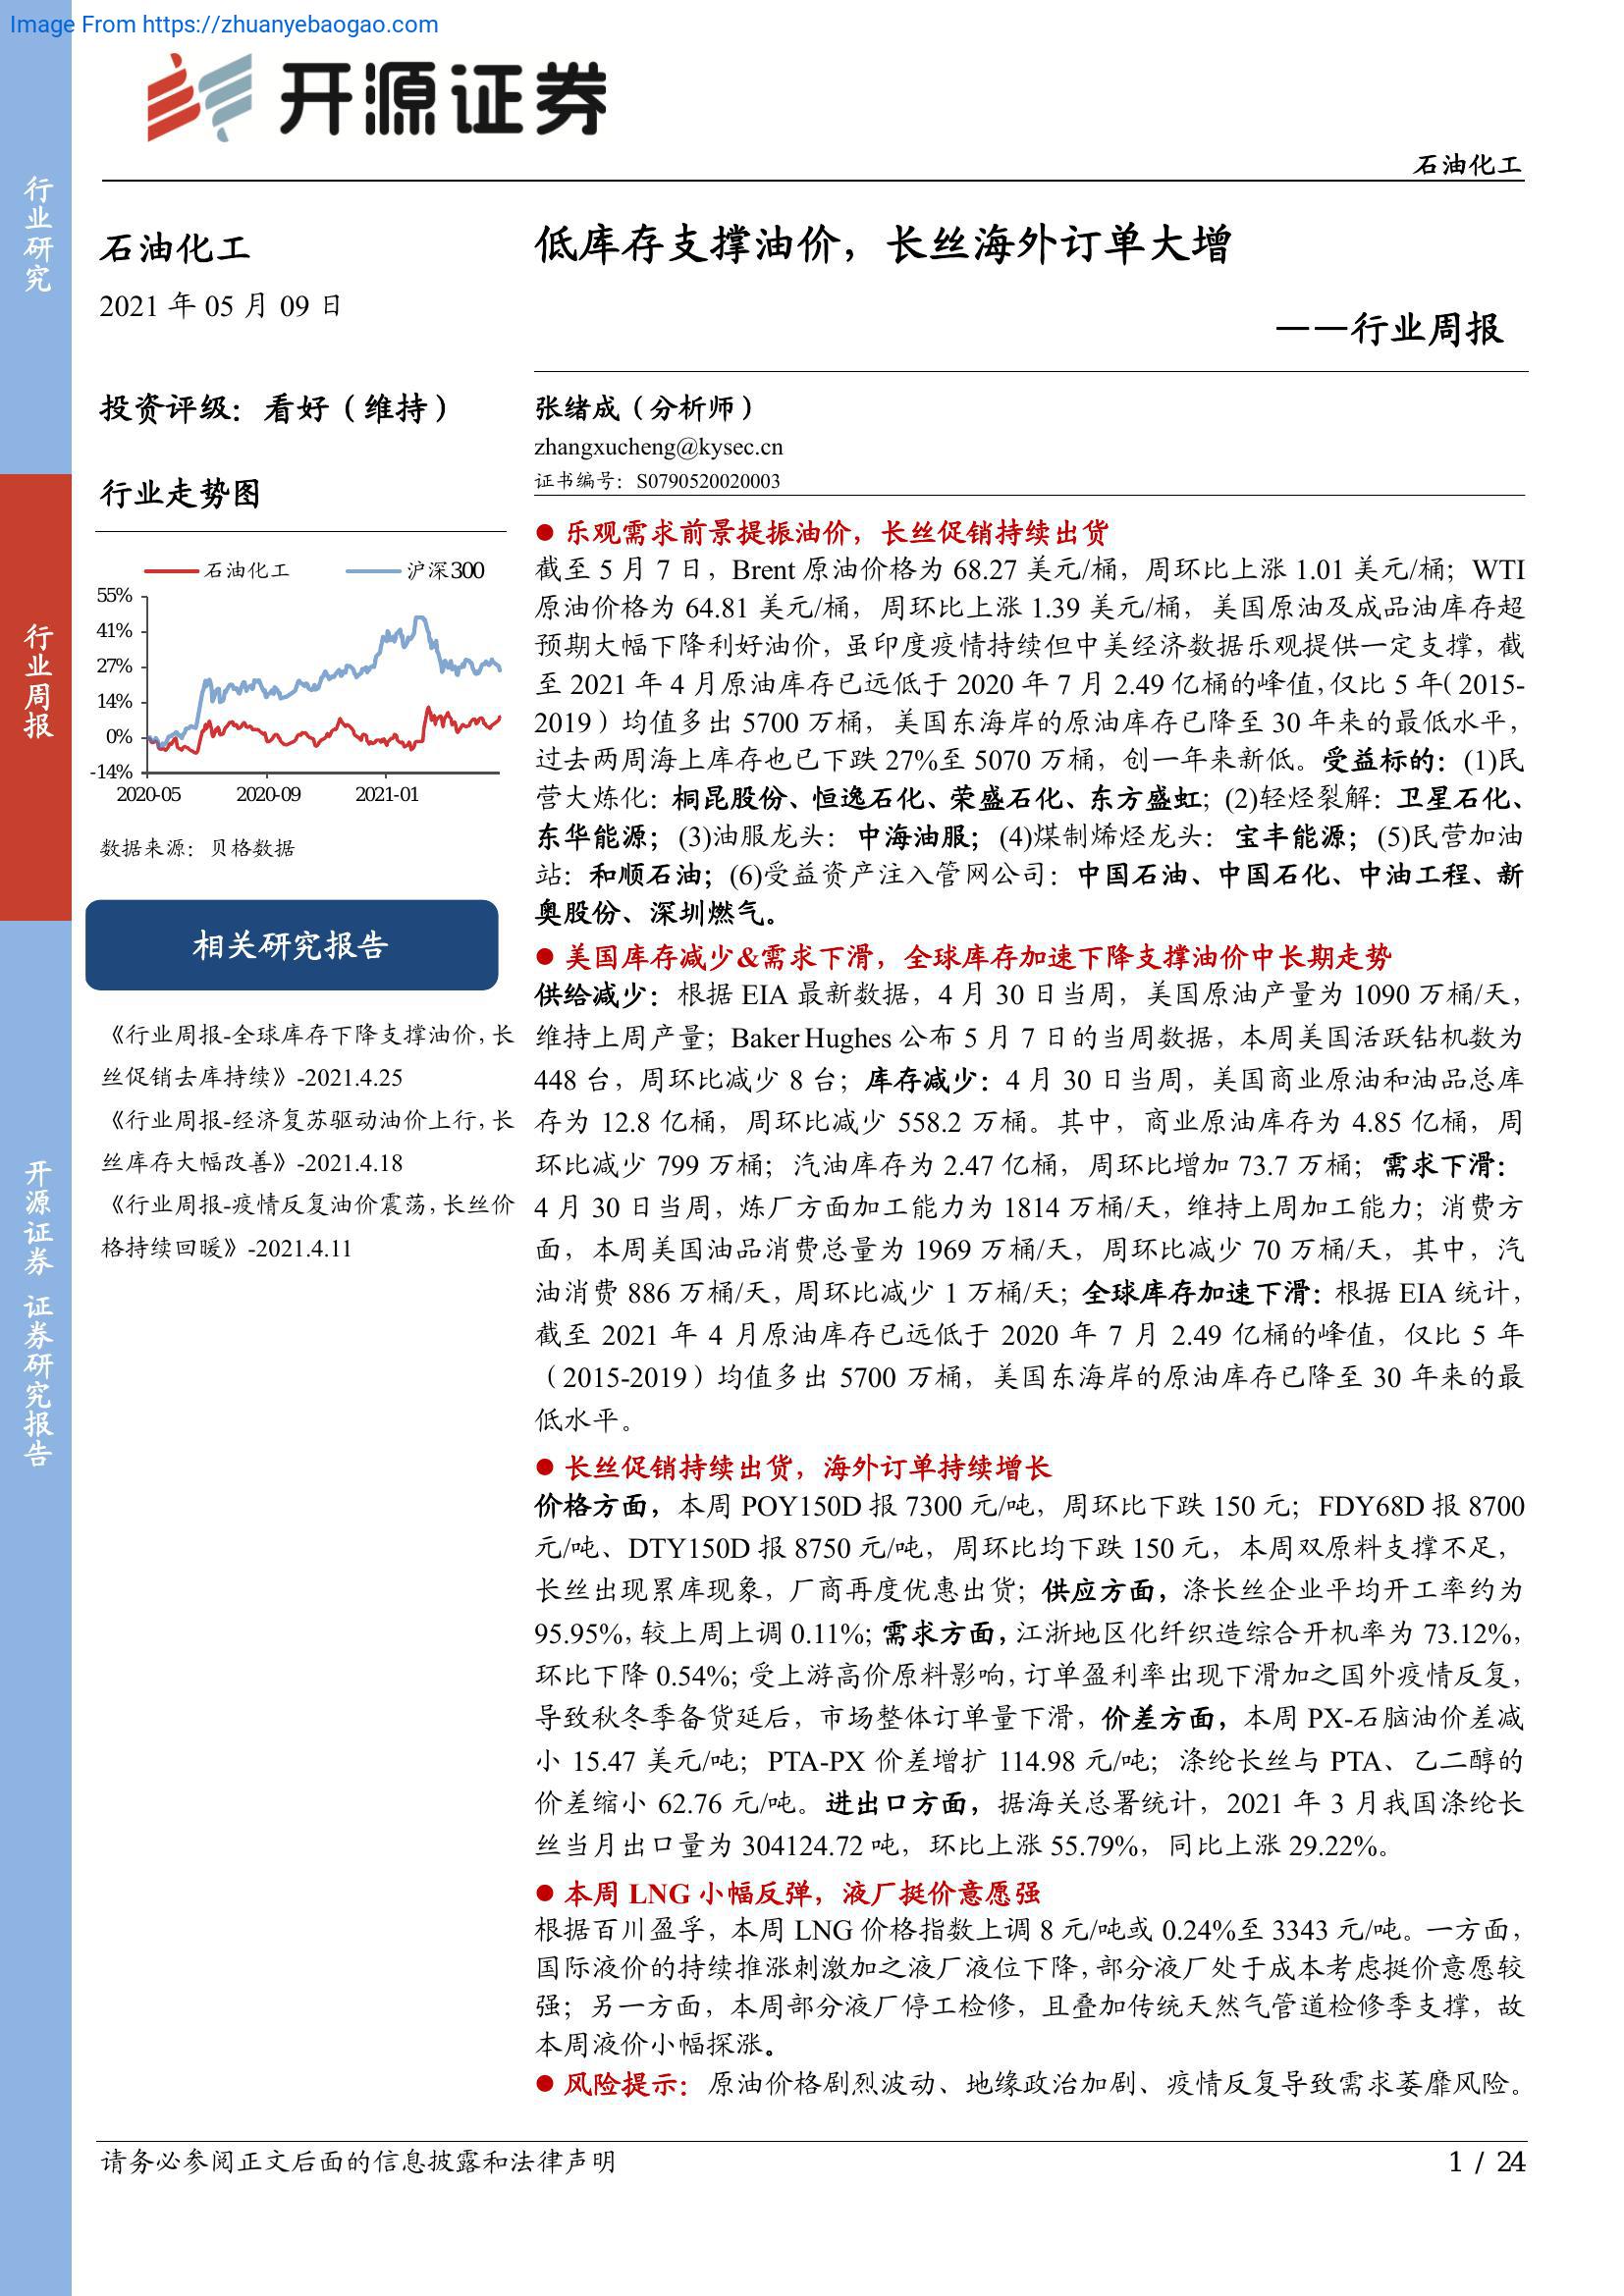 Image From https://zhuanyebaogao.com
开源证券
石油化工
行业研究
行业周报
开源证券 证券研究报告
石油化工
2021 年 05 月 09 日
投资评级：看好（维持）
行业走势图
石油化工
沪深300
55%
41%
27%
14%
0%
-14%
2020-05
2020-09
2021-01
数据来源：贝格数据
相关研究报告
《行业周报-全球库存下降支撑油价，长
丝促销去库持续》-2021.4.25
《行业周报-经济复苏驱动油价上行，长
丝库存大幅改善》-2021.4.18
《行业周报-疫情反复油价震荡，长丝价
格持续回暖》-2021.4.11
低库存支撑油价，长丝海外订单大增
——行业周报
张绪成（分析师）
zhangxucheng@kysec.cn
证书编号：S0790520020003
● 乐观需求前景提振油价，长丝促销持续出货
截至 5 月 7 日，Brent 原油价格为 68.27 美元/桶，周环比上涨 1.01 美元/桶；WTI
原油价格为 64.81 美元/桶，周环比上涨 1.39 美元/桶，美国原油及成品油库存超
预期大幅下降利好油价，虽印度疫情持续但中美经济数据乐观提供一定支撑，截
至 2021 年 4 月原油库存已远低于 2020 年 7 月 2.49 亿桶的峰值，仅比 5 年（2015-
2019）均值多出 5700 万桶，美国东海岸的原油库存已降至 30 年来的最低水平，
过去两周海上库存也已下跌 27%至 5070 万桶，创一年来新低。受益标的：(1)民
营大炼化：桐昆股份、恒逸石化、荣盛石化、东方盛虹；(2)轻烃裂解：卫星石化、
东华能源；(3)油服龙头：中海油服；(4)煤制烯烃龙头：宝丰能源；(5)民营加油
站：和顺石油；(6)受益资产注入管网公司：中国石油、中国石化、中油工程、新
奥股份、深圳燃气。
● 美国库存减少&需求下滑，全球库存加速下降支撑油价中长期走势
供给减少：根据 EIA 最新数据，4 月 30 日当周，美国原油产量为 1090 万桶/天，
维持上周产量；Baker Hughes 公布 5 月 7 日的当周数据，本周美国活跃钻机数为
448 台，周环比减少 8 台；库存减少：4 月 30 日当周，美国商业原油和油品总库
存为 12.8 亿桶，周环比减少 558.2 万桶。其中，商业原油库存为 4.85 亿桶，周
环比减少 799 万桶；汽油库存为 2.47 亿桶，周环比增加 73.7 万桶；需求下滑：
4 月 30 日当周，炼厂方面加工能力为 1814 万桶/天，维持上周加工能力；消费方
面，本周美国油品消费总量为 1969 万桶/天，周环比减少 70 万桶/天，其中，汽
油消费 886 万桶/天，周环比减少 1 万桶/天；全球库存加速下滑：根据 EIA 统计，
截至 2021 年 4 月原油库存已远低于 2020 年 7 月 2.49 亿桶的峰值，仅比 5 年
（2015-2019）均值多出 5700 万桶，美国东海岸的原油库存已降至 30 年来的最
低水平。
● 长丝促销持续出货，海外订单持续增长
价格方面，本周 POY150D 报 7300 元/吨，周环比下跌 150 元；FDY68D 报 8700
元/吨、DTY150D 报 8750 元/吨，周环比均下跌 150 元，本周双原料支撑不足，
长丝出现累库现象，厂商再度优惠出货；供应方面，涤长丝企业平均开工率约为
95.95%，较上周上调 0.11%；需求方面，江浙地区化纤织造综合开机率为 73.12%，
环比下降 0.54%；受上游高价原料影响，订单盈利率出现下滑加之国外疫情反复，
导致秋冬季备货延后，市场整体订单量下滑，价差方面，本周 PX-石脑油价差减
小 15.47 美元/吨；PTA-PX 价差增扩 114.98 元/吨；涤纶长丝与 PTA、乙二醇的
价差缩小 62.76 元/吨。进出口方面，据海关总署统计，2021 年 3 月我国涤纶长
丝当月出口量为 304124.72 吨，环比上涨 55.79%，同比上涨 29.22%。
● 本周 LNG 小幅反弹，液厂挺价意愿强
根据百川盈孚，本周 LNG 价格指数上调 8 元/吨或 0.24%至 3343 元/吨。一方面，
国际液价的持续推涨刺激加之液厂液位下降，部分液厂处于成本考虑挺价意愿较
强；另一方面，本周部分液厂停工检修，且叠加传统天然气管道检修季支撑，故
本周液价小幅探涨。
● 风险提示：原油价格剧烈波动、地缘政治加剧、疫情反复导致需求萎靡风险。
请务必参阅正文后面的信息披露和法律声明
1 / 24